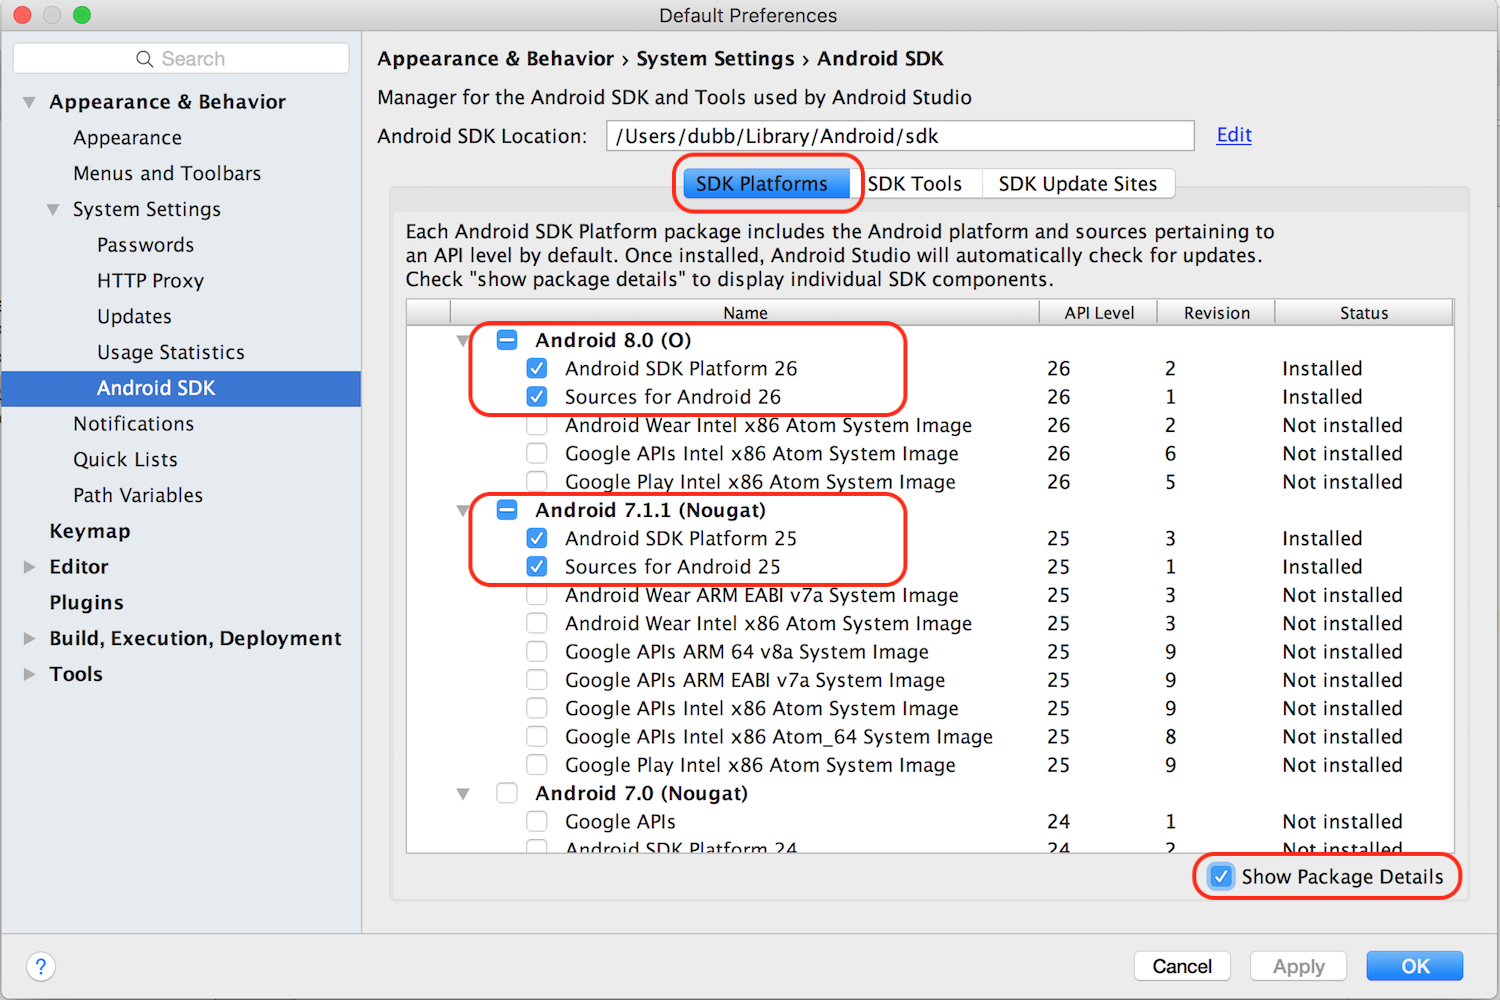 Default Preferences
Search
Appearance & Behavior
Appearance
Menus and Toolbars
System Settings
Passwords
HTTP Proxy
Updates
Usage Statistics
Android SDK
Notifications
Quick Lists
Path Variables
Keymap
Editor
Plugins
Build, Execution, Deployment
Tools
Appearance & Behavior › System Settings › Android SDK
Manager for the Android SDK and Tools used by Android Studio
Android SDK Location: /Users/dubb/Library/Android/sdk Edit
SDK Platforms SDK Tools SDK Update Sites
Each Android SDK Platform package includes the Android platform and sources pertaining to
an API level by default. Once installed, Android Studio will automatically check for updates.
Check "show package details" to display individual SDK components.
Name API Level Revision Status
Android 8.0 (O)
Android SDK Platform 26 26 2 Installed
Sources for Android 26 26 1 Installed
Android Wear Intel x86 Atom System Image 26 2 Not installed
Google APIs Intel x86 Atom System Image 26 6 Not installed
Google Play Intel x86 Atom System Image 26 5 Not installed
Android 7.1.1 (Nougat)
Android SDK Platform 25 25 3 Installed
Sources for Android 25 25 1 Installed
Android Wear ARM EABI v7a System Image 25 3 Not installed
Android Wear Intel x86 Atom System Image 25 3 Not installed
Google APIs ARM 64 v8a System Image 25 9 Not installed
Google APIs ARM EABI v7a System Image 25 9 Not installed
Google APIs Intel x86 Atom System Image 25 9 Not installed
Google APIs Intel x86 Atom_64 System Image 25 8 Not installed
Google Play Intel x86 Atom System Image 25 9 Not installed
Android 7.0 (Nougat)
Google APIs 24 1 Not installed
Android SDK Platform 24 24 2 Not installed
Show Package Details
? Cancel Apply OK